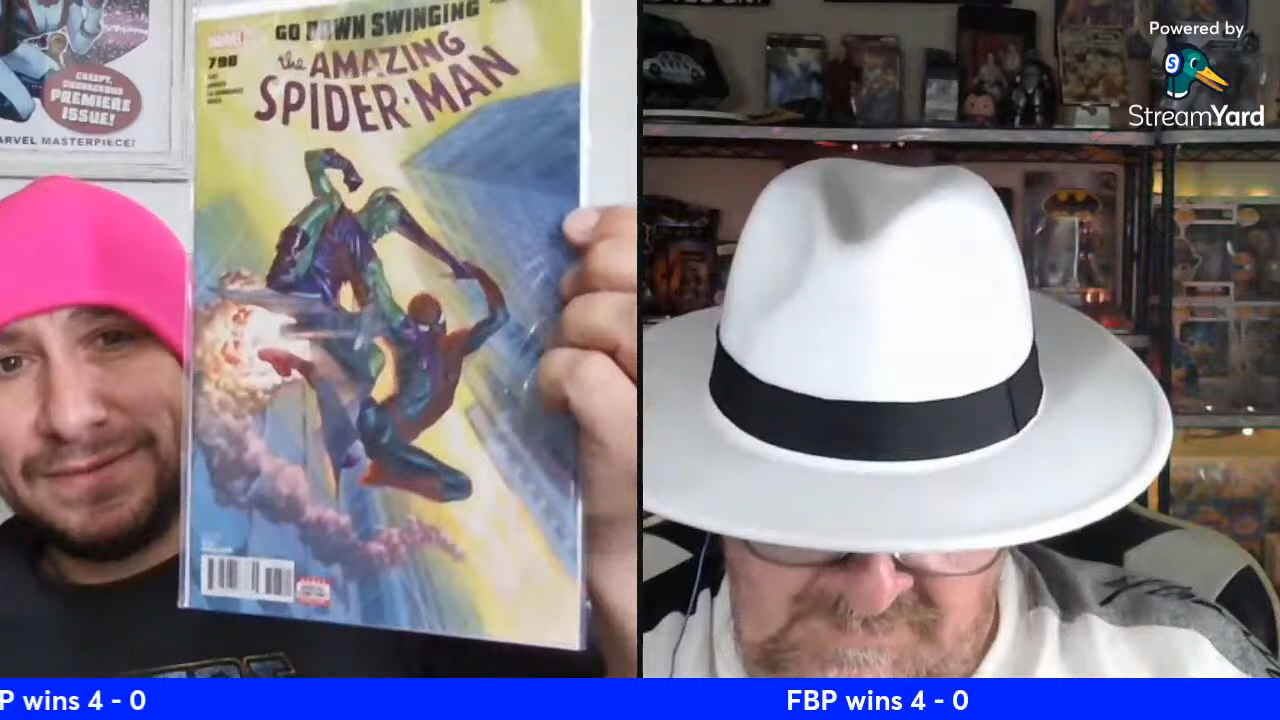 GO DOWN SWINGING
MARVEL
the AMAZING
SPIDER-MAN
CREEPY,
PREMIERE
ISSUE!
MARVEL MASTERPIECE!
Powered by
S
StreamYard
P wins 4 - 0
FBP wins 4 - 0